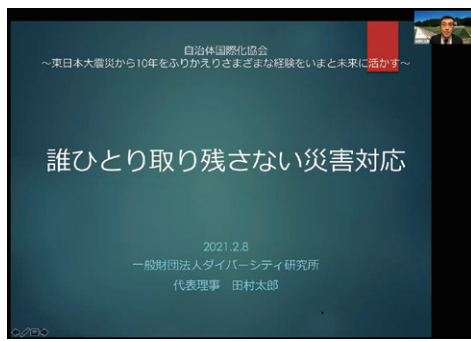 自治体国際化協会
～東日本大震災から10年をふりかえりさまざまな経験をいまと未来に活かす～
誰ひとり取り残さない災害対応
2021.2.8
一般財団法人ダイバーシティ研究所
代表理事　田村太郎